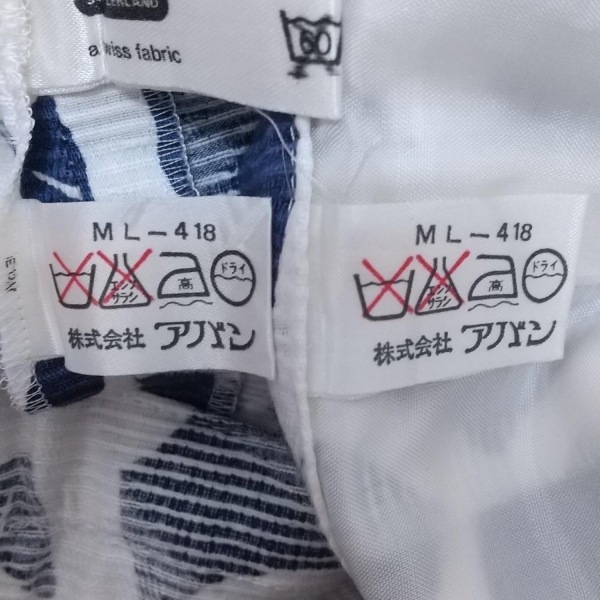 a swiss fabric
60
ML-418
エンソ
サラシ
高
ドライ
株式会社 アノバン
ML-418
エンソ
サラシ
高
ドライ
株式会社 アノバン